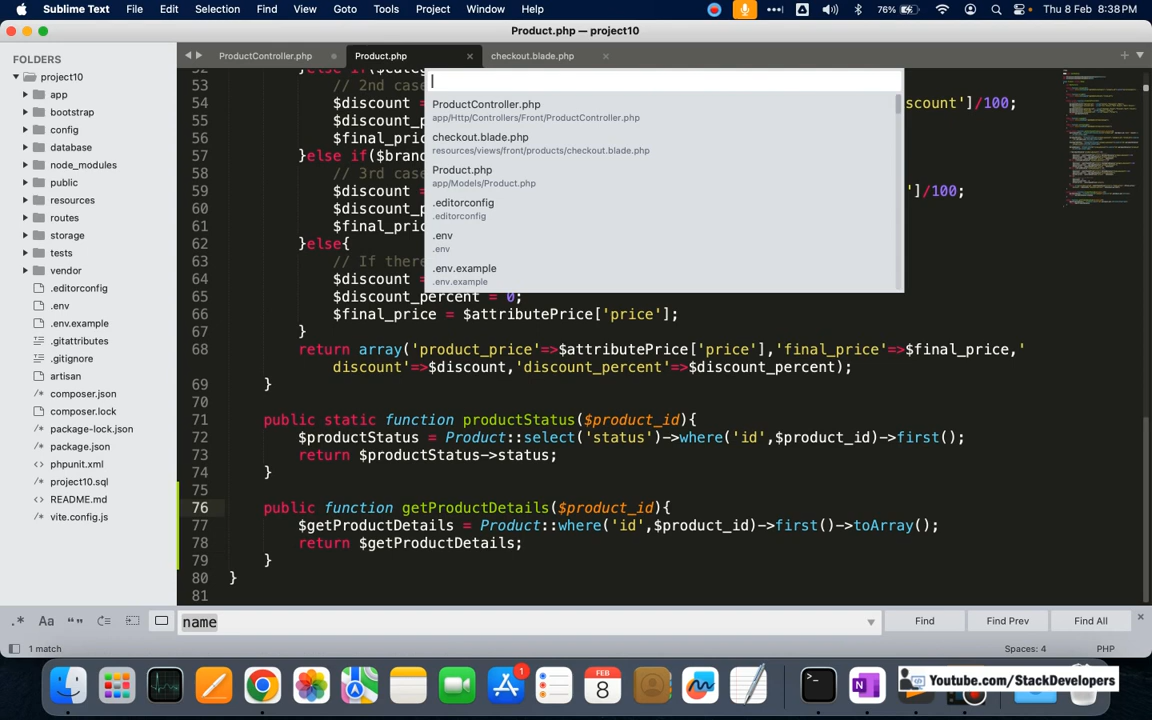 Sublime Text File Edit Selection Find View Goto Tools Project Window Help 76% Thu 8 Feb 8:38 PM
Product.php — project10
FOLDERS
project10
app
bootstrap
config
database
node_modules
public
resources
routes
storage
tests
vendor
.editorconfig
.env
.env.example
.gitattributes
.gitignore
artisan
composer.json
composer.lock
package-lock.json
package.json
phpunit.xml
project10.sql
README.md
vite.config.js
ProductController.php Product.php checkout.blade.php
ProductController.php
app/Http/Controllers/Front/ProductController.php
checkout.blade.php
resources/views/front/products/checkout.blade.php
Product.php
app/Models/Product.php
.editorconfig
.editorconfig
.env
.env
.env.example
.env.example
52 }else if($categ
53 // 2nd case
54 $discount = scount']/100;
55 $discount_p
56 $final_pric
57 }else if($brand
58 // 3rd case
59 $discount = ']/100;
60 $discount_p
61 $final_pric
62 }else{
63 // If there
64 $discount =
65 $discount_percent = 0;
66 $final_price = $attributePrice['price'];
67 }
68 return array('product_price'=>$attributePrice['price'],'final_price'=>$final_price,'
discount'=>$discount,'discount_percent'=>$discount_percent);
69 }
70
71 public static function productStatus($product_id){
72 $productStatus = Product::select('status')->where('id',$product_id)->first();
73 return $productStatus->status;
74 }
75
76 public function getProductDetails($product_id){
77 $getProductDetails = Product::where('id',$product_id)->first()->toArray();
78 return $getProductDetails;
79 }
80 }
81
.* Aa “” name Find Find Prev Find All
1 match Spaces: 4 PHP
1
FEB
8
Youtube.com/StackDevelopers